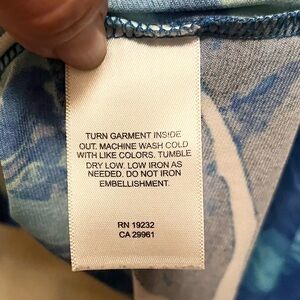 TURN GARMENT INSIDE
OUT. MACHINE WASH COLD
WITH LIKE COLORS. TUMBLE
DRY LOW. LOW IRON AS
NEEDED. DO NOT IRON
EMBELLISHMENT.
RN 19232
CA 29961